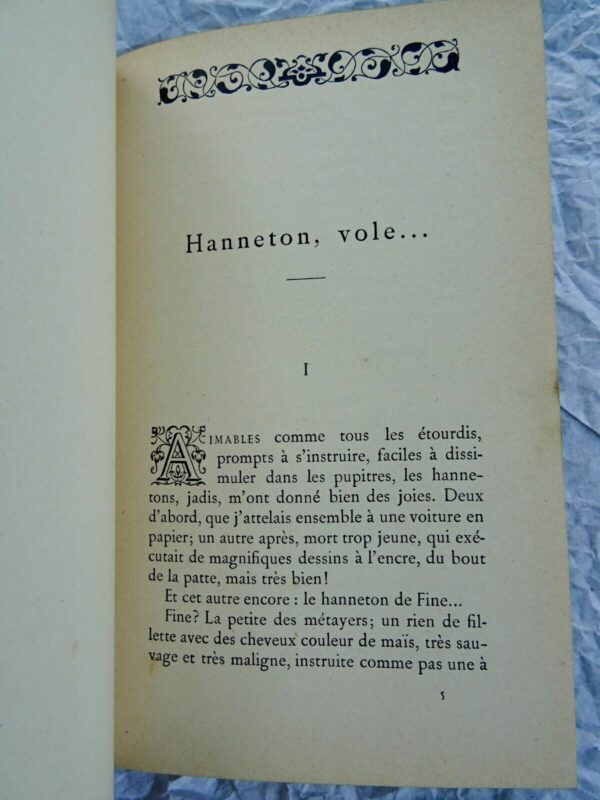 Hanneton, vole...
I
AIMABLES comme tous les étourdis,
prompts à s'instruire, faciles à dissi-
muler dans les pupitres, les hanne-
tons, jadis, m'ont donné bien des joies. Deux
d'abord, que j'attelais ensemble à une voiture en
papier; un autre après, mort trop jeune, qui exé-
cutait de magnifiques dessins à l'encre, du bout
de la patte, mais très bien!
Et cet autre encore : le hanneton de Fine...
Fine? La petite des métayers; un rien de fil-
lette avec des cheveux couleur de maïs, très sau-
vage et très maligne, instruite comme pas une à
5